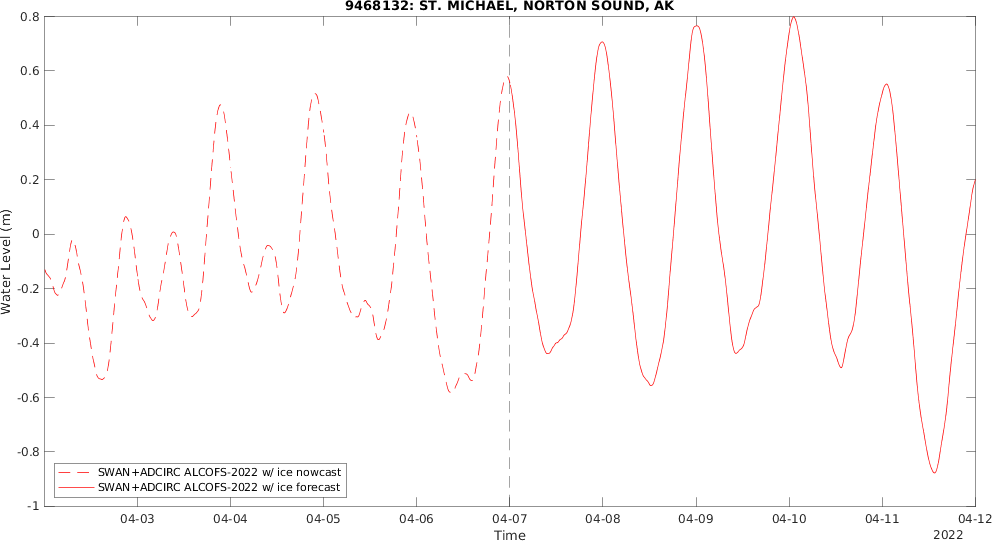 9468132: ST. MICHAEL, NORTON SOUND, AK
Water Level (m)
0.8
0.6
0.4
0.2
0
-0.2
-0.4
-0.6
-0.8
-1
SWAN+ADCIRC ALCOFS-2022 w/ ice nowcast
SWAN+ADCIRC ALCOFS-2022 w/ ice forecast
04-03 04-04 04-05 04-06 04-07 04-08 04-09 04-10 04-11 04-12
Time
2022